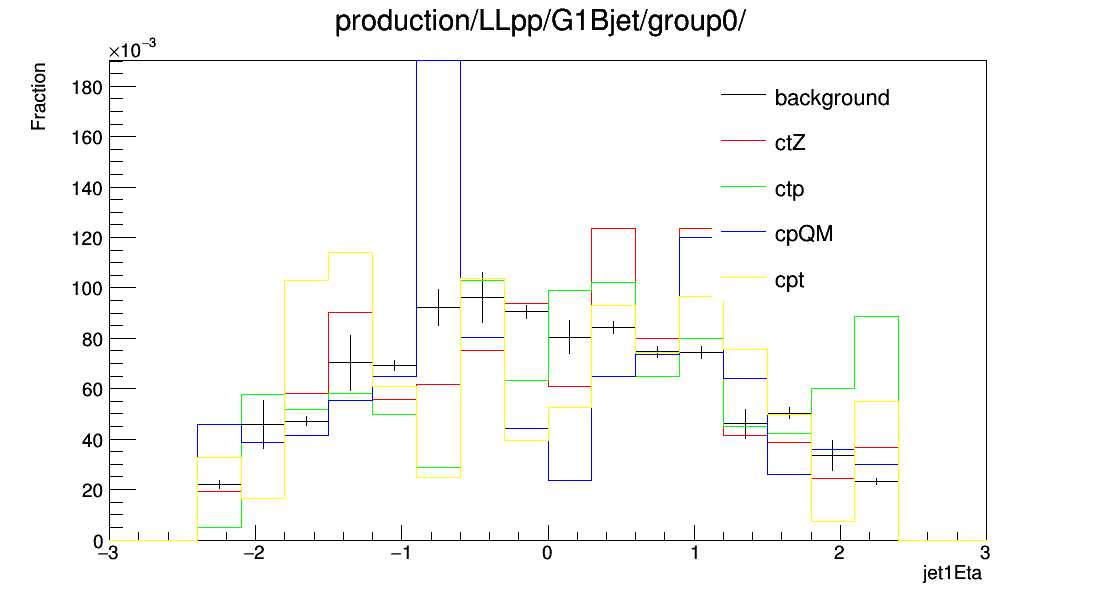 production/LLpp/G1Bjet/group0/
×10⁻³
Fraction
180
160
140
120
100
80
60
40
20
0
background
ctZ
ctp
cpQM
cpt
−3 −2 −1 0 1 2 3
jet1Eta